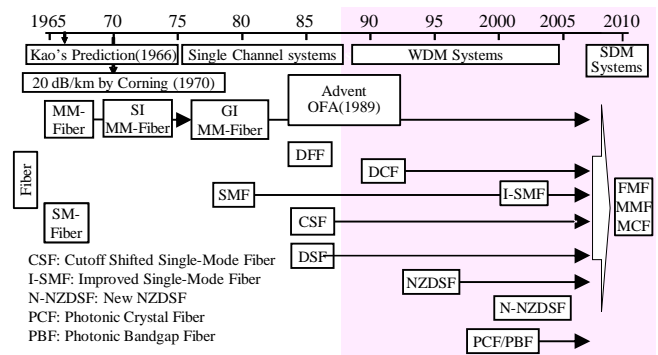 1965 70 75 80 85 90 95 2000 2005 2010
Kao's Prediction(1966)
Single Channel systems
WDM Systems
SDM
Systems
20 dB/km by Corning (1970)
Advent
OFA(1989)
MM-
Fiber
SI
MM-Fiber
GI
MM-Fiber
DFF
Fiber
DCF
SMF
I-SMF
FMF
MMF
MCF
SM-
Fiber
CSF
DSF
CSF: Cutoff Shifted Single-Mode Fiber
I-SMF: Improved Single-Mode Fiber
NZDSF
N-NZDSF: New NZDSF
N-NZDSF
PCF: Photonic Crystal Fiber
PBF: Photonic Bandgap Fiber
PCF/PBF